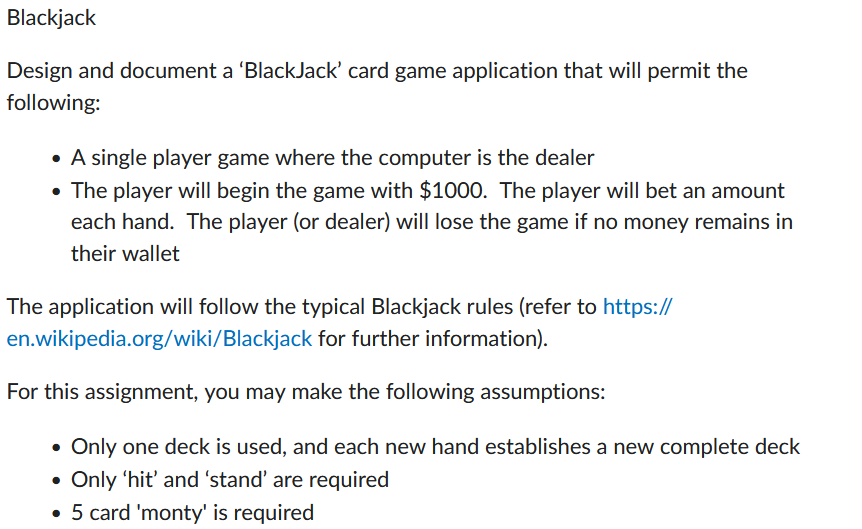 Blackjack
Design and document a ‘BlackJack’ card game application that will permit the
following:
• A single player game where the computer is the dealer
• The player will begin the game with $1000.  The player will bet an amount
each hand.  The player (or dealer) will lose the game if no money remains in
their wallet
The application will follow the typical Blackjack rules (refer to https://
en.wikipedia.org/wiki/Blackjack for further information).
For this assignment, you may make the following assumptions:
• Only one deck is used, and each new hand establishes a new complete deck
• Only ‘hit’ and ‘stand’ are required
• 5 card 'monty' is required